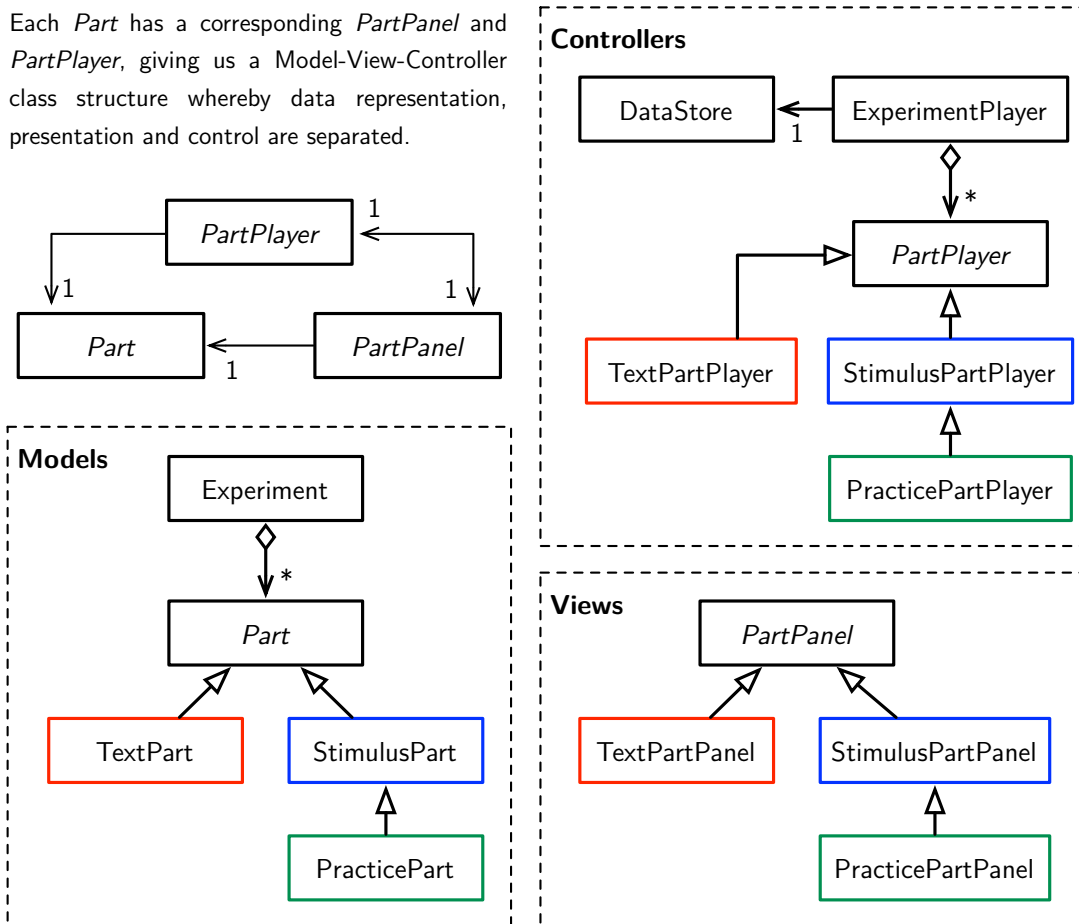 Each Part has a corresponding PartPanel and
PartPlayer, giving us a Model-View-Controller
class structure whereby data representation,
presentation and control are separated.
PartPlayer
1
1
1
Part
PartPanel
1
Models
Experiment
*
Part
TextPart
StimulusPart
PracticePart
Controllers
DataStore
ExperimentPlayer
1
*
PartPlayer
TextPartPlayer
StimulusPartPlayer
PracticePartPlayer
Views
PartPanel
TextPartPanel
StimulusPartPanel
PracticePartPanel